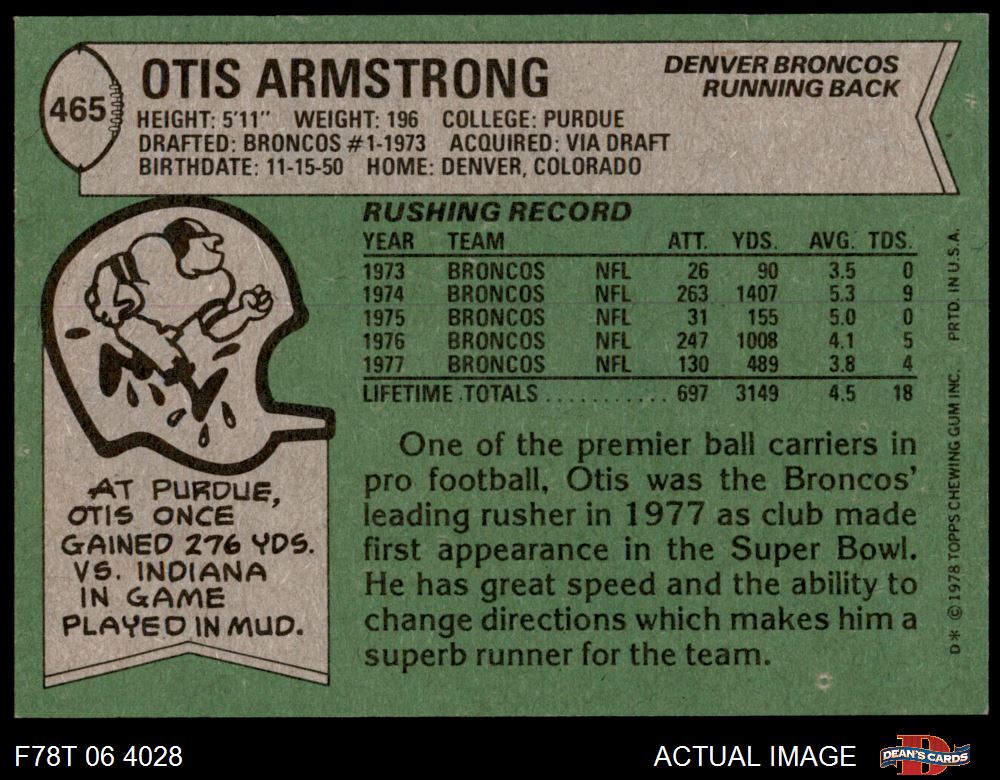 465
OTIS ARMSTRONG
DENVER BRONCOS
RUNNING BACK
HEIGHT: 5'11" WEIGHT: 196 COLLEGE: PURDUE
DRAFTED: BRONCOS #1-1973 ACQUIRED: VIA DRAFT
BIRTHDATE: 11-15-50 HOME: DENVER, COLORADO
RUSHING RECORD
YEAR TEAM ATT. YDS. AVG. TDS.
1973 BRONCOS NFL 26 90 3.5 0
1974 BRONCOS NFL 263 1407 5.3 9
1975 BRONCOS NFL 31 155 5.0 0
1976 BRONCOS NFL 247 1008 4.1 5
1977 BRONCOS NFL 130 489 3.8 4
LIFETIME TOTALS ........... 697 3149 4.5 18
One of the premier ball carriers in
pro football, Otis was the Broncos'
leading rusher in 1977 as club made
first appearance in the Super Bowl.
He has great speed and the ability to
change directions which makes him a
superb runner for the team.
AT PURDUE,
OTIS ONCE
GAINED 276 YDS.
VS. INDIANA
IN GAME
PLAYED IN MUD.
D* © 1978 TOPPS CHEWING GUM INC. PRTD. IN U.S.A.
F78T 06 4028
ACTUAL IMAGE
DEAN'S CARDS